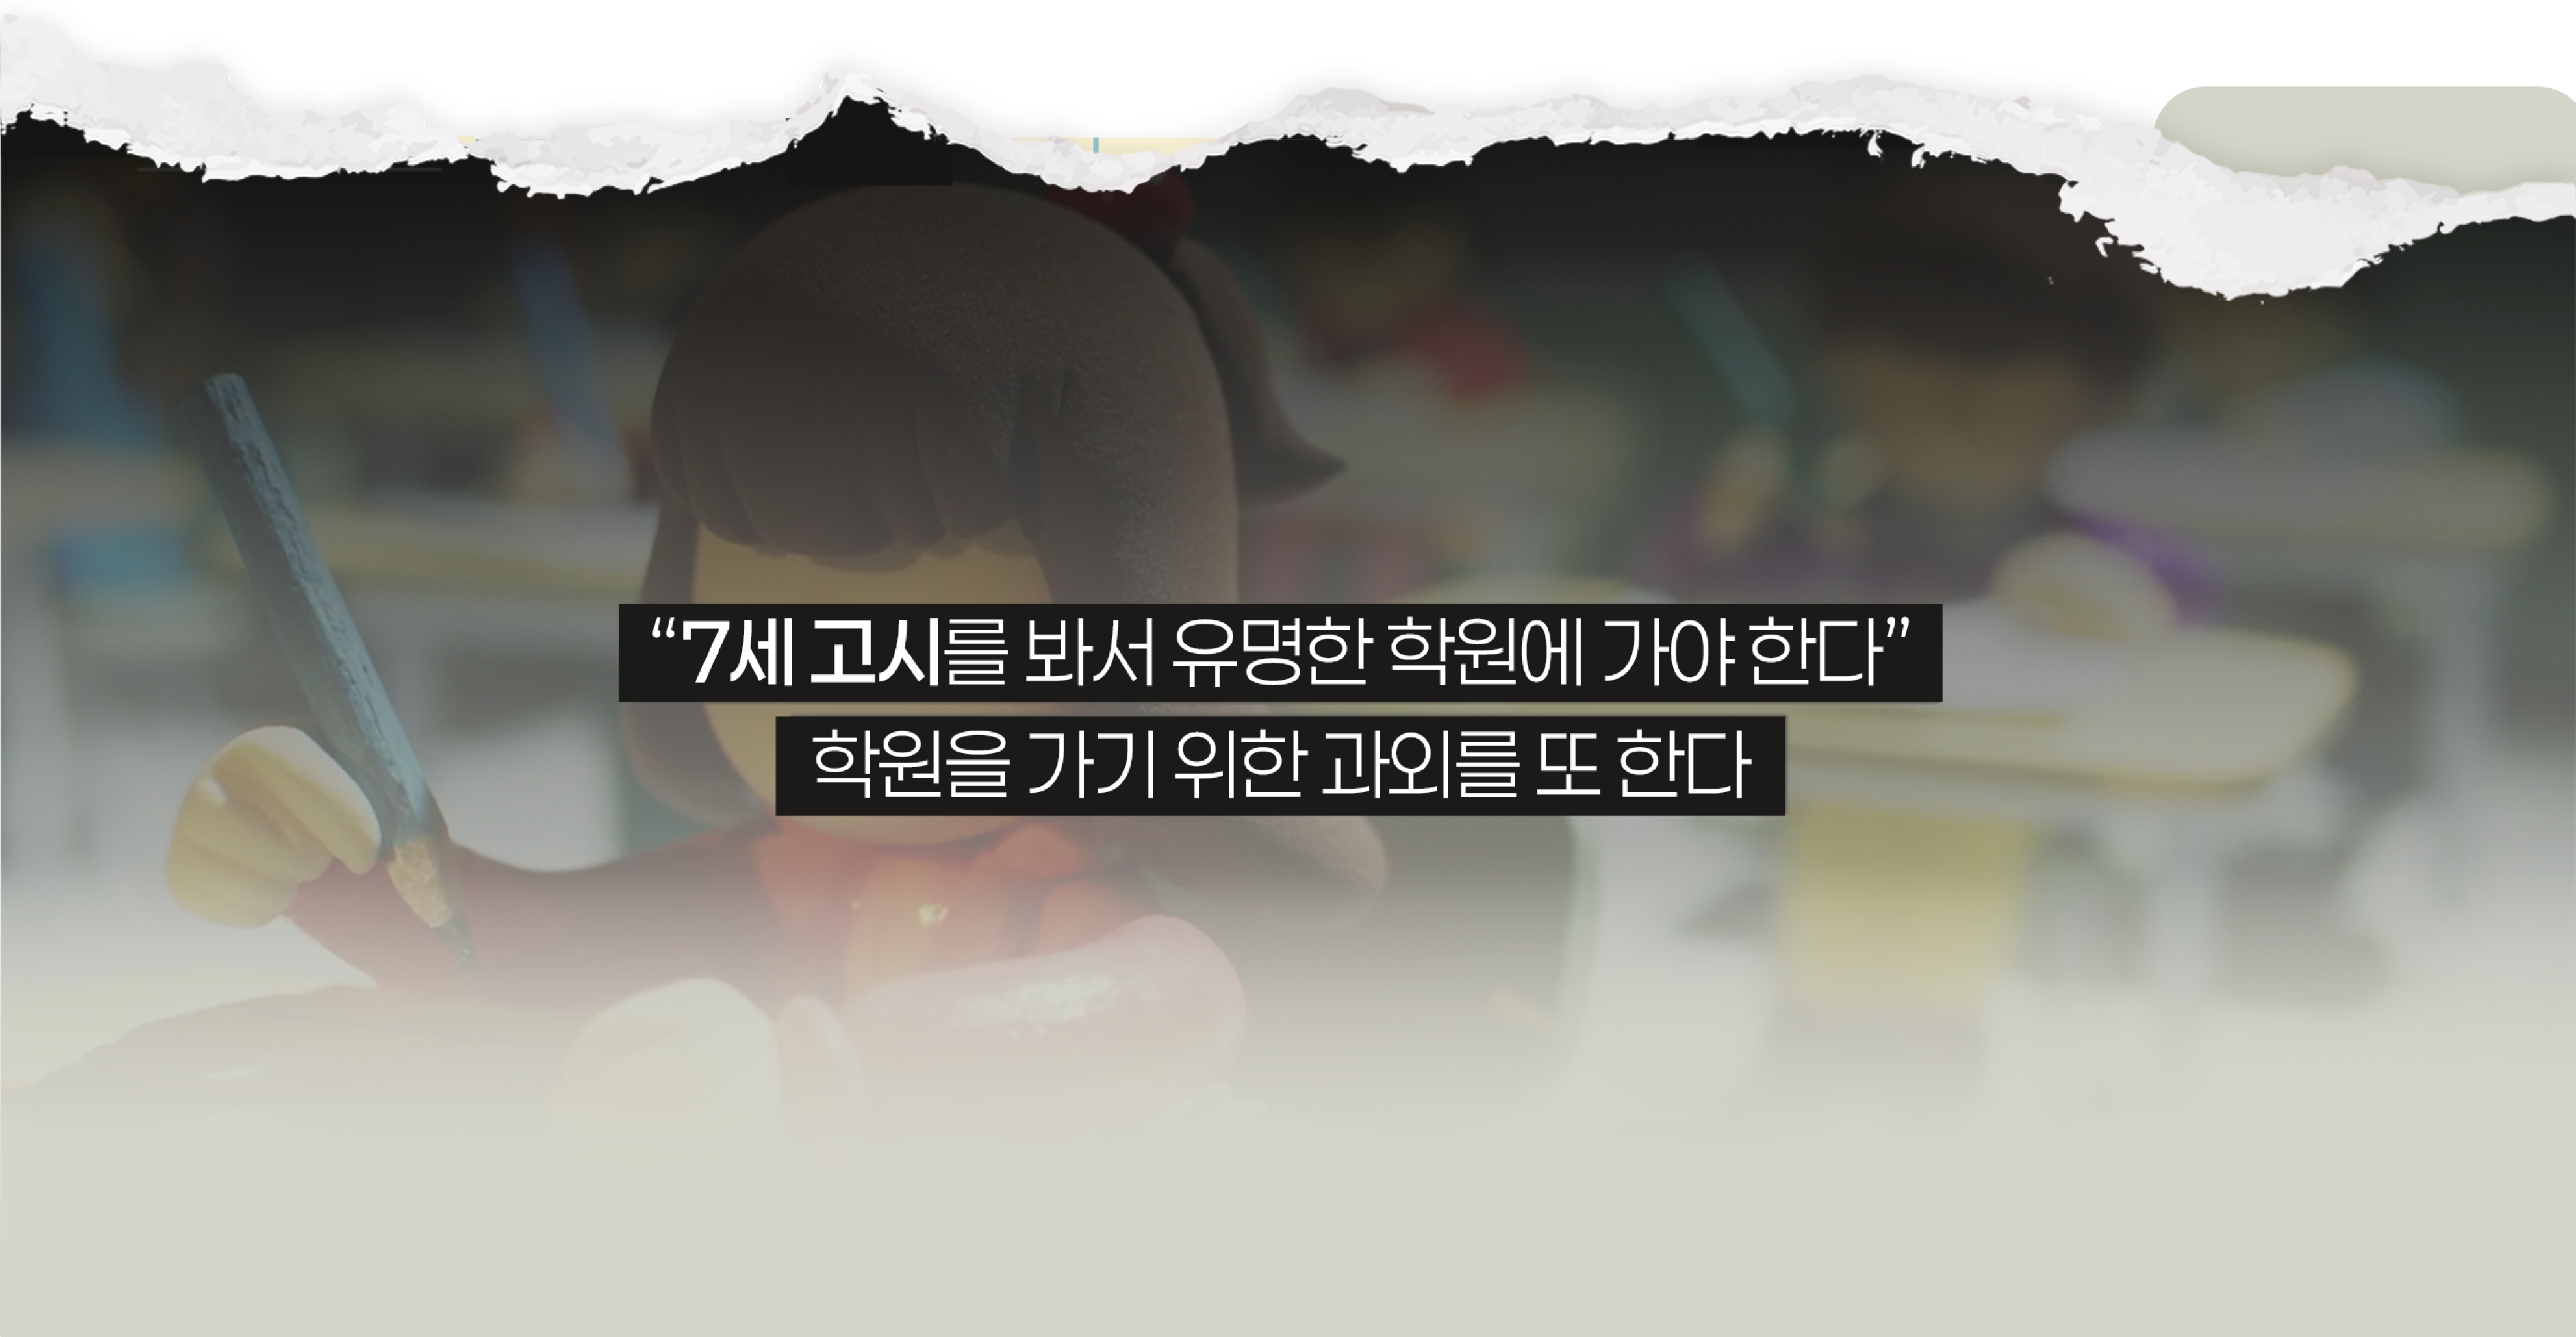 “7세 고시를 봐서 유명한 학원에 가야 한다”
학원을 가기 위한 과외를 또 한다